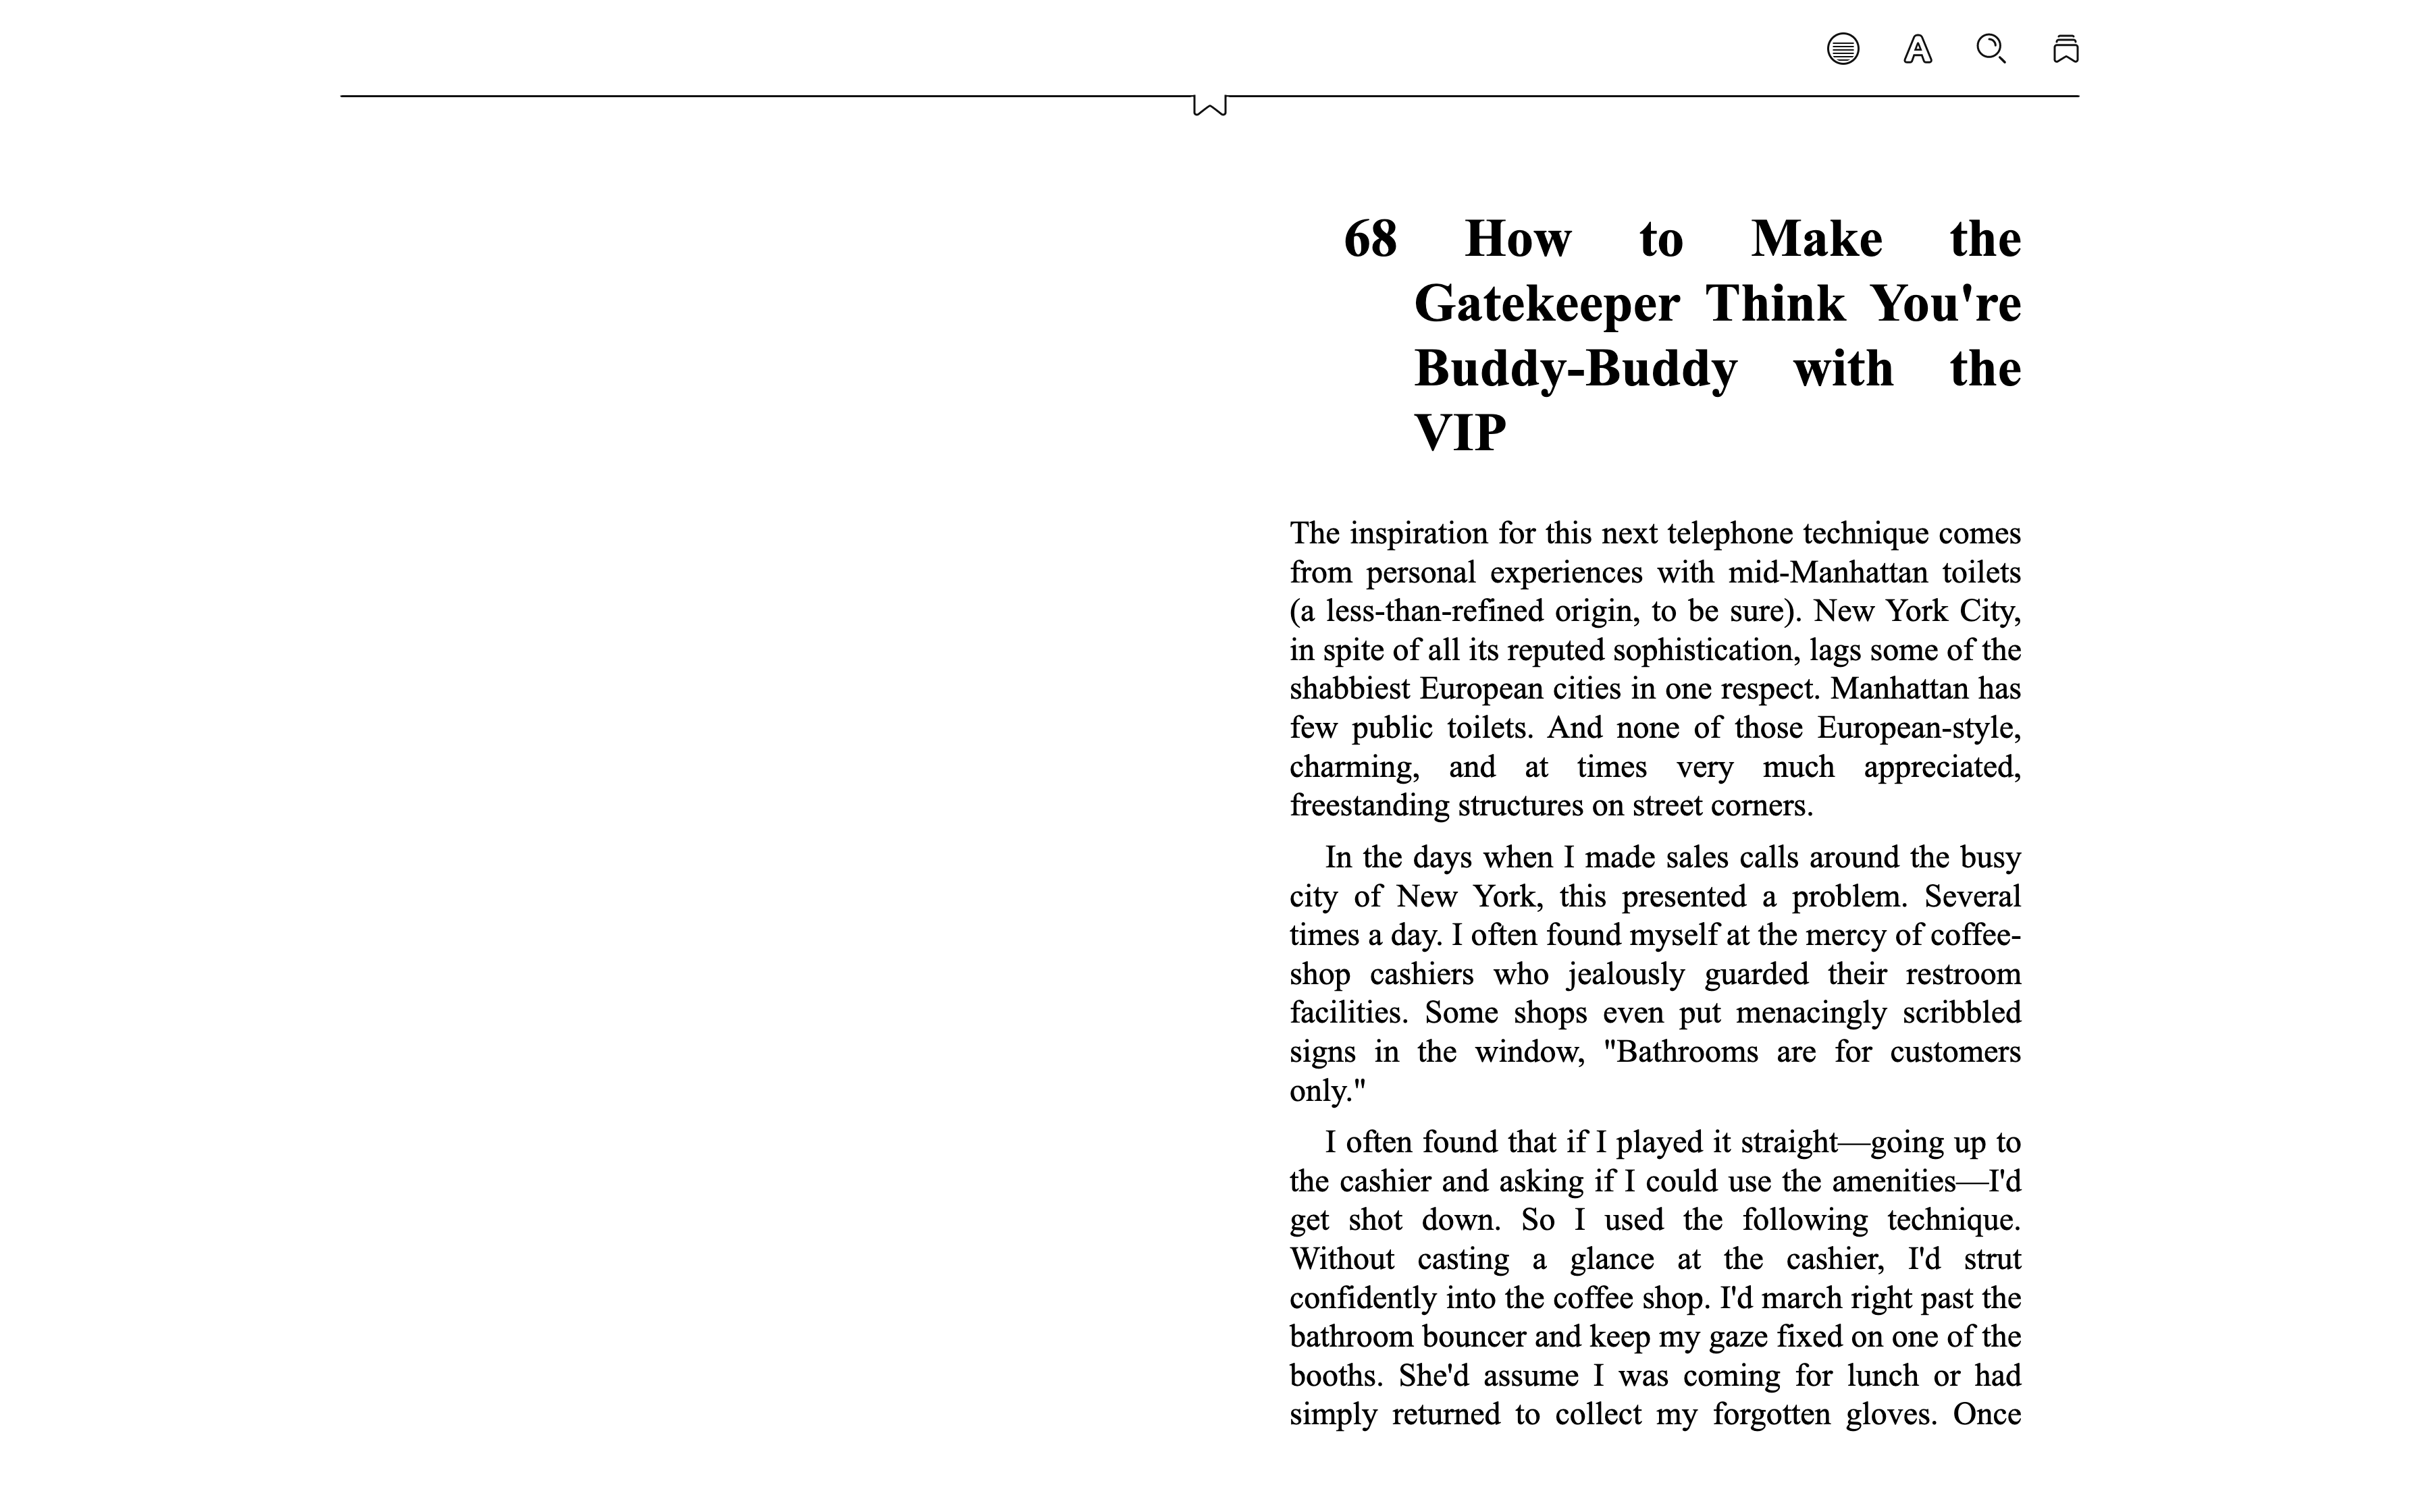 68 How to Make the
Gatekeeper Think You're
Buddy-Buddy with the
VIP
The inspiration for this next telephone technique comes
from personal experiences with mid-Manhattan toilets
(a less-than-refined origin, to be sure). New York City,
in spite of all its reputed sophistication, lags some of the
shabbiest European cities in one respect. Manhattan has
few public toilets. And none of those European-style,
charming, and at times very much appreciated,
freestanding structures on street corners.
In the days when I made sales calls around the busy
city of New York, this presented a problem. Several
times a day. I often found myself at the mercy of coffee-
shop cashiers who jealously guarded their restroom
facilities. Some shops even put menacingly scribbled
signs in the window, "Bathrooms are for customers
only."
I often found that if I played it straight—going up to
the cashier and asking if I could use the amenities—I'd
get shot down. So I used the following technique.
Without casting a glance at the cashier, I'd strut
confidently into the coffee shop. I'd march right past the
bathroom bouncer and keep my gaze fixed on one of the
booths. She'd assume I was coming for lunch or had
simply returned to collect my forgotten gloves. Once